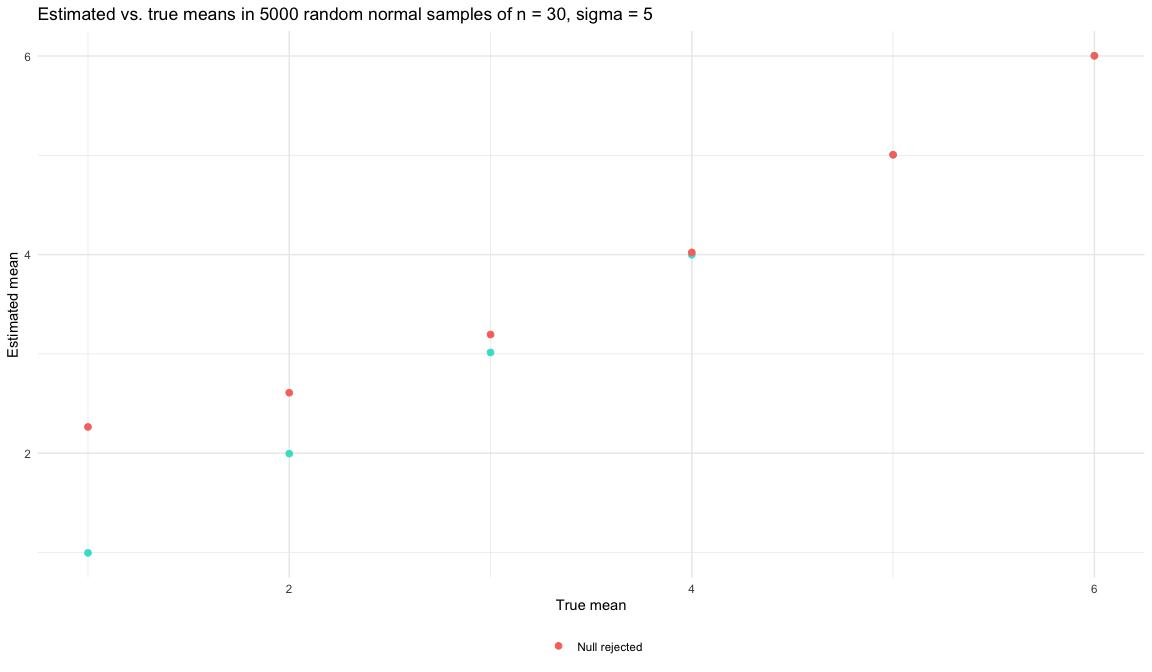 Estimated vs. true means in 5000 random normal samples of n = 30, sigma = 5
6
4
2
Estimated mean
2
4
6
True mean
Null rejected